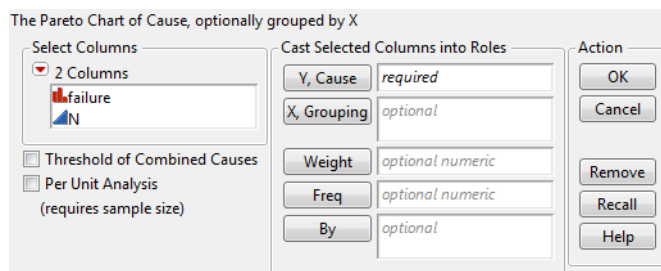 The Pareto Chart of Cause, optionally grouped by X
Select Columns
2 Columns
failure
N
Threshold of Combined Causes
Per Unit Analysis
(requires sample size)
Cast Selected Columns into Roles
Y, Cause required
X, Grouping optional
Weight optional numeric
Freq optional numeric
By optional
Action
OK
Cancel
Remove
Recall
Help